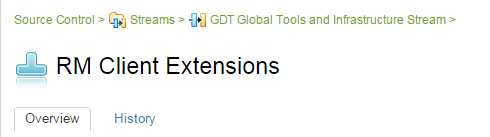 Source Control > Streams > GDT Global Tools and Infrastructure Stream >
RM Client Extensions
Overview History